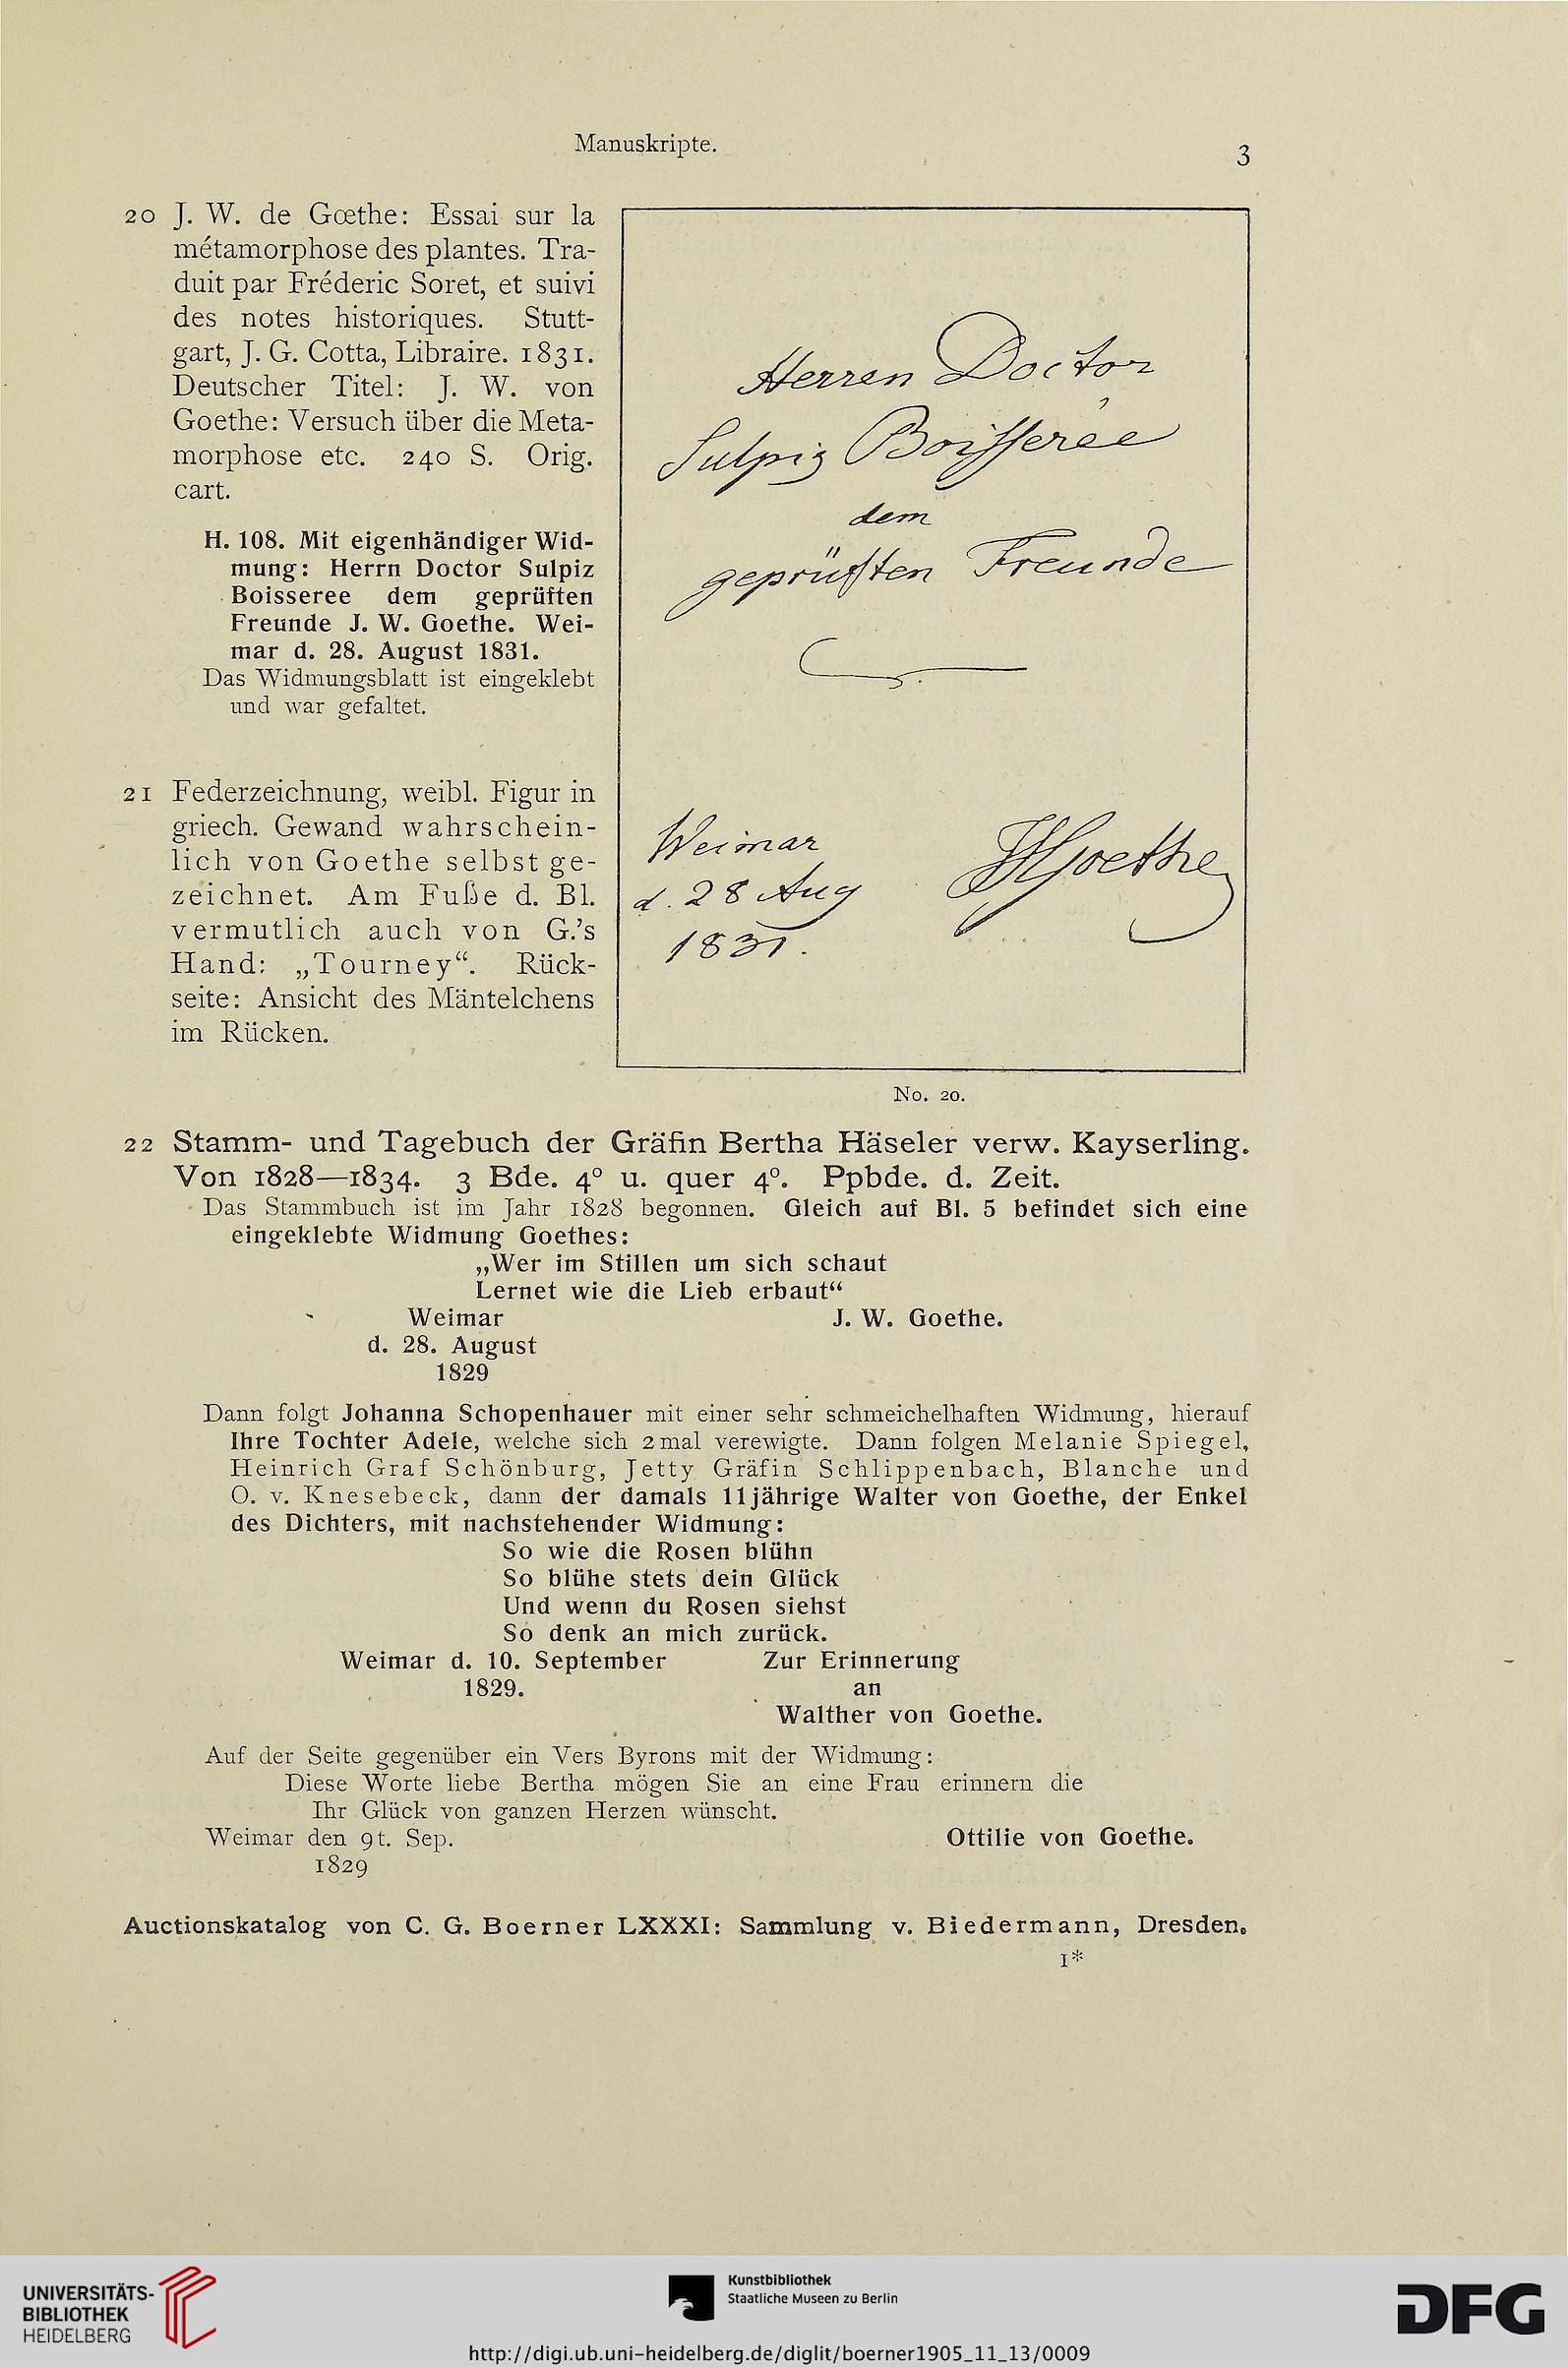 Manuskripte.
3
20 J. W. de Gœthe: Essai sur la
métamorphose des plantes. Tra-
duit par Fréderic Soret, et suivi
des notes historiques. Stutt-
gart, J. G. Cotta, Libraire. 1831.
Deutscher Titel: J. W. von
Goethe: Versuch über die Meta-
morphose etc. 240 S. Orig.
cart.
H. 108. Mit eigenhändiger Wid-
mung: Herrn Doctor Sulpiz
Boisseree dem geprüften
Freunde J. W. Goethe. Wei-
mar d. 28. August 1831.
Das Widmungsblatt ist eingeklebt
und war gefaltet.
21 Federzeichnung, weibl. Figur in
griech. Gewand wahrschein-
lich von Goethe selbst ge-
zeichnet. Am Fuße d. Bl.
vermutlich auch von G.'s
Hand: „Tourney“. Rück-
seite: Ansicht des Mäntelchens
im Rücken.
Herren Doctor
Sulpiz Boisseree
dem
geprüften Freunde
Weimar
d. 28 Aug
1831.
JWGoethe
No. 20.
22 Stamm- und Tagebuch der Gräfin Bertha Häseler verw. Kayserling.
Von 1828—1834. 3 Bde. 4° u. quer 4°. Ppbde. d. Zeit.
Das Stammbuch ist im Jahr 1828 begonnen. Gleich auf Bl. 5 befindet sich eine
eingeklebte Widmung Goethes:
„Wer im Stillen um sich schaut
Lernet wie die Lieb erbaut“
Weimar J. W. Goethe.
d. 28. August
1829
Dann folgt Johanna Schopenhauer mit einer sehr schmeichelhaften Widmung, hierauf
Ihre Tochter Adele, welche sich 2mal verewigte. Dann folgen Melanie Spiegel,
Heinrich Graf Schönburg, Jetty Gräfin Schlippenbach, Blanche und
O. v. Knesebeck, dann der damals 11jährige Walter von Goethe, der Enkel
des Dichters, mit nachstehender Widmung:
So wie die Rosen blühn
So blühe stets dein Glück
Und wenn du Rosen siehst
So denk an mich zurück.
Weimar d. 10. September Zur Erinnerung
1829. an
Walther von Goethe.
Auf der Seite gegenüber ein Vers Byrons mit der Widmung:
Diese Worte liebe Bertha mögen Sie an eine Frau erinnern die
Ihr Glück von ganzen Herzen wünscht.
Weimar den 9t. Sep. Ottilie von Goethe.
1829
Auctionskatalog von C. G. Boerner LXXXI: Sammlung v. Biedermann, Dresden.
1*
UNIVERSITÄTS-
BIBLIOTHEK
HEIDELBERG
Kunstbibliothek
Staatliche Museen zu Berlin
http://digi.ub.uni-heidelberg.de/diglit/boerner1905_11_13/0009
DFG